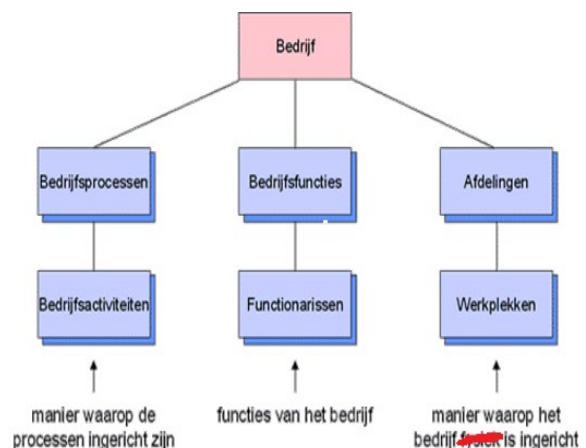 Bedrijf
Bedrijfsprocessen
Bedrijfsfuncties
Afdelingen
Bedrijfsactiviteiten
Functionarissen
Werkplekken
manier waarop de
processen ingericht zijn
functies van het bedrijf
manier waarop het
bedrijf is ingericht